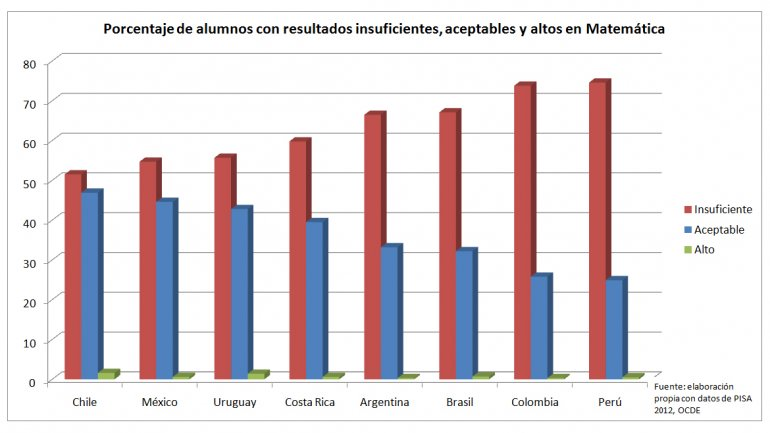 Porcentaje de alumnos con resultados insuficientes, aceptables y altos en Matemática
80
70
60
50
40
30
20
10
0
Chile México Uruguay Costa Rica Argentina Brasil Colombia Perú
Insuficiente
Aceptable
Alto
Fuente: elaboración
propia con datos de PISA
2012, OCDE